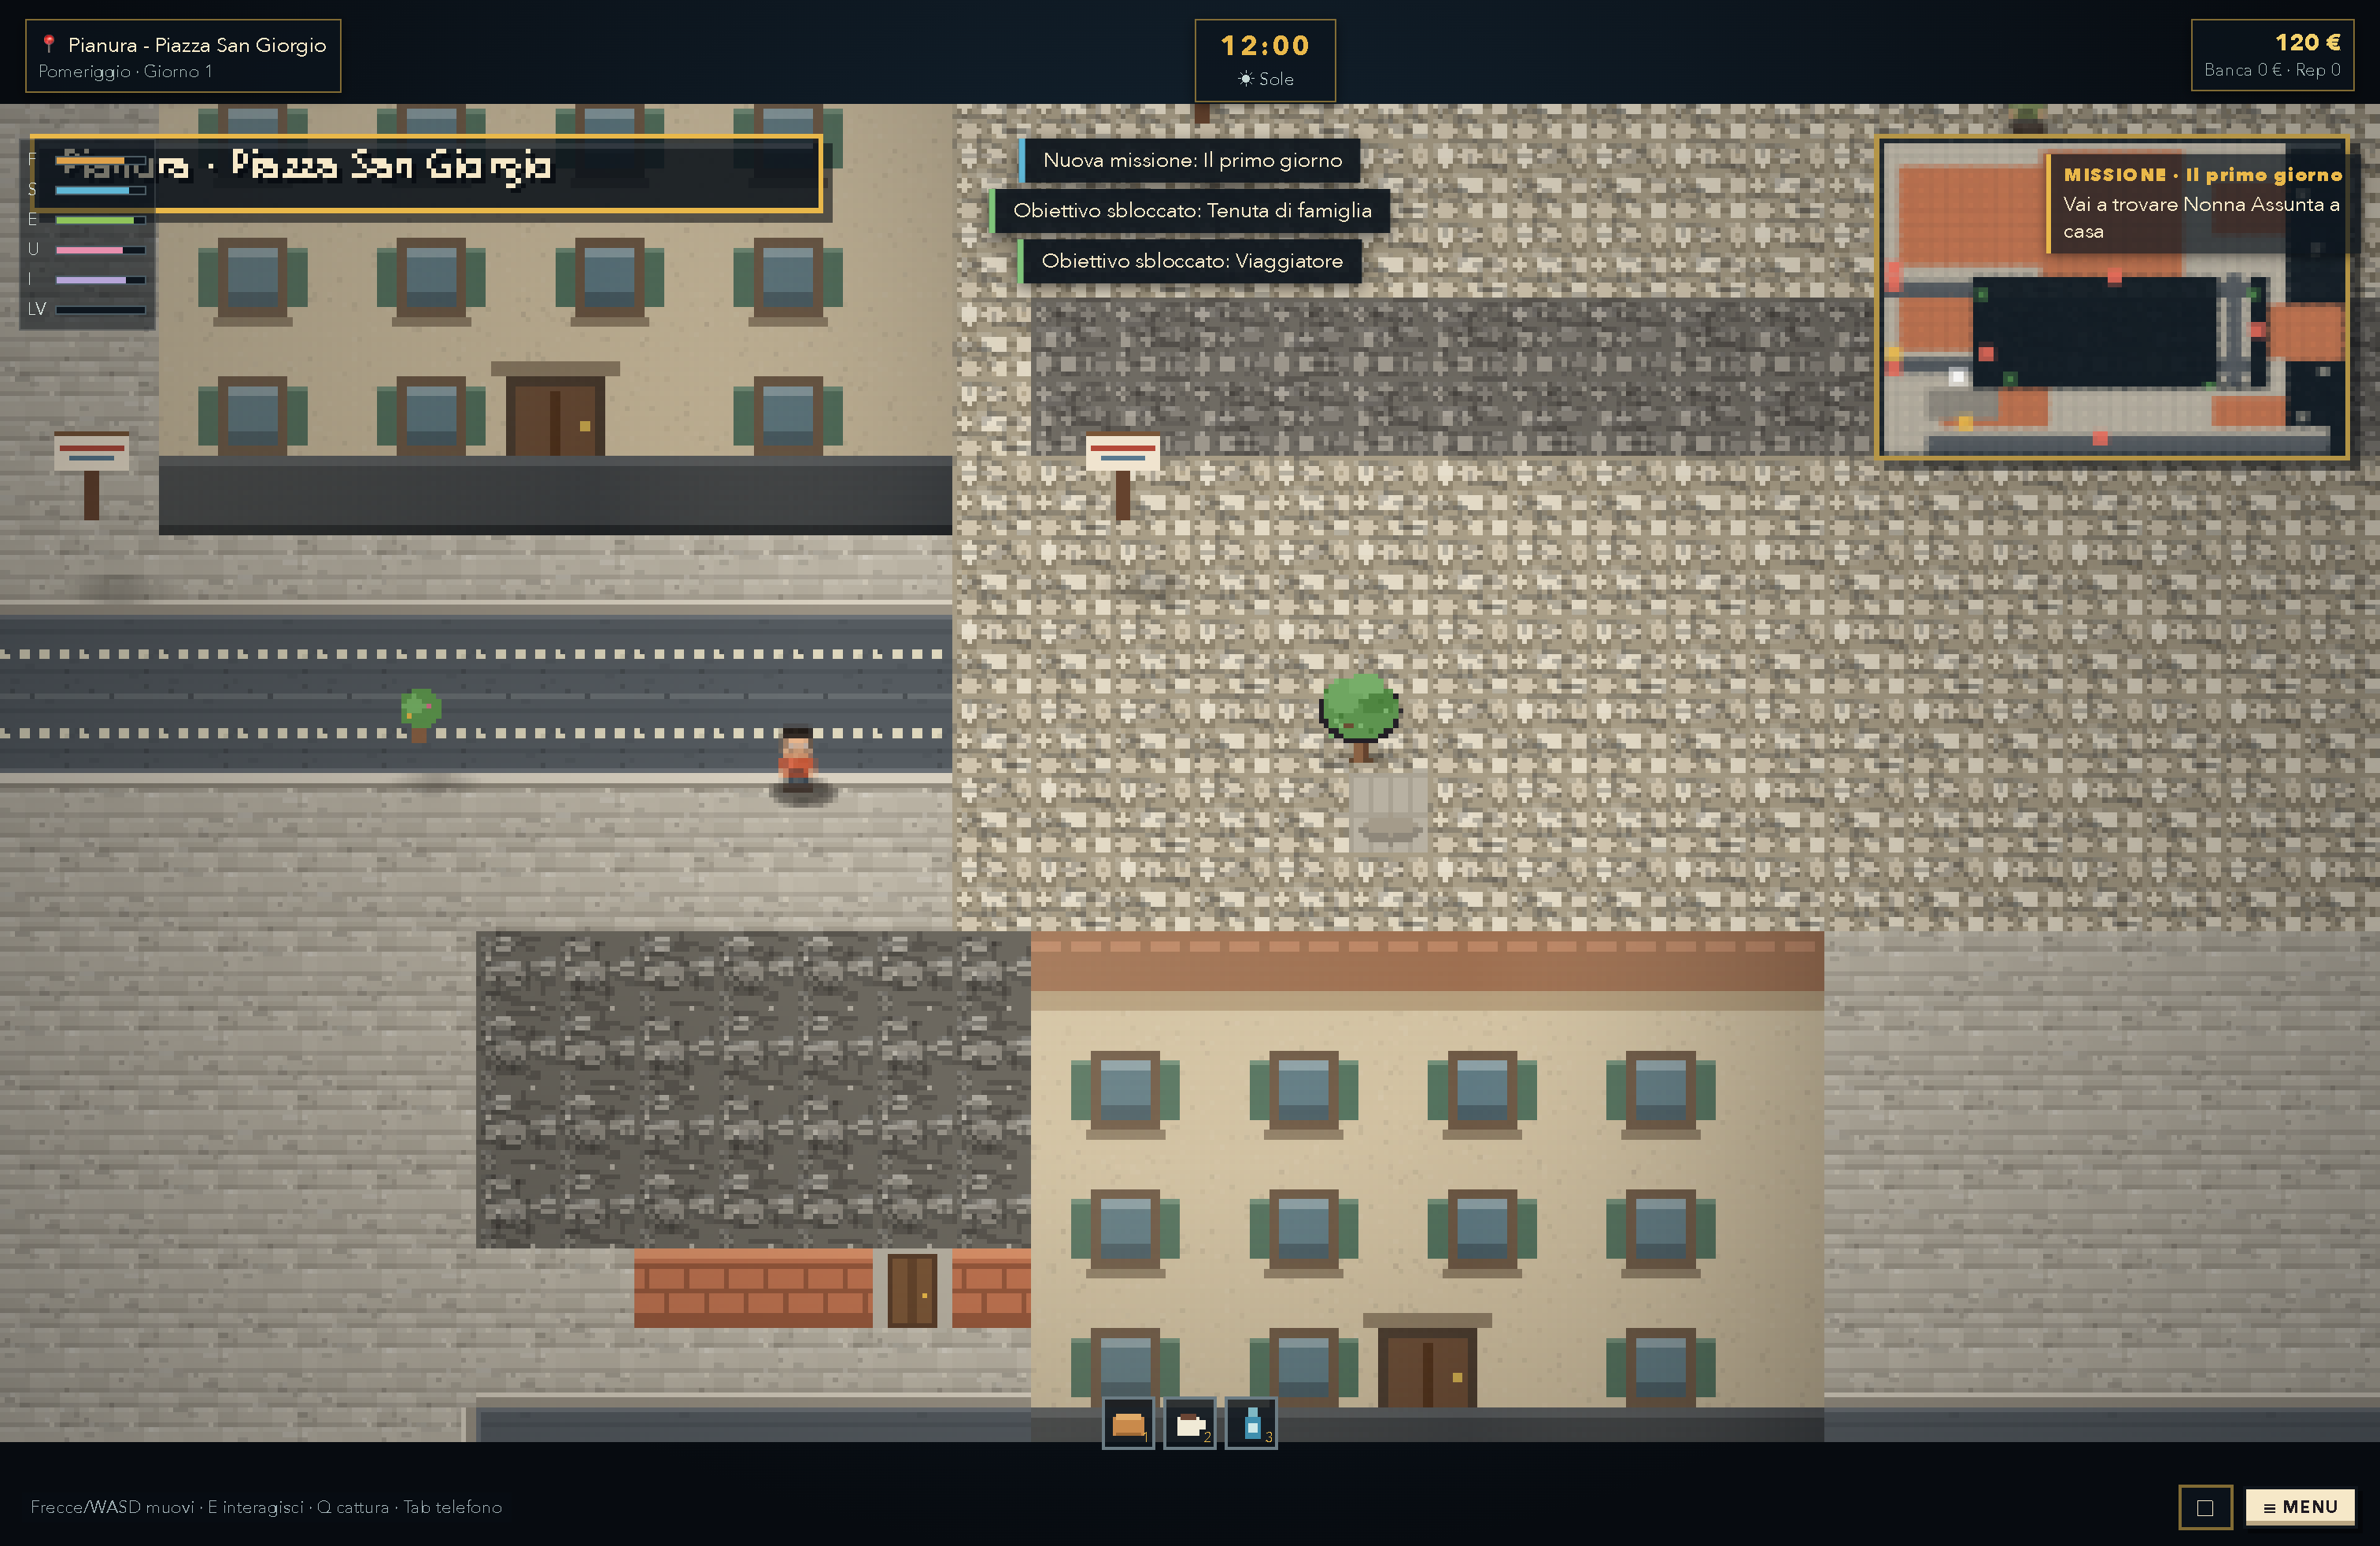 📍 Pianura - Piazza San Giorgio
Pomeriggio · Giorno 1
12:00
☀ Sole
120 €
Banca 0 € · Rep 0
Pianura · Piazza San Giorgio
F
S
E
U
I
LV
Nuova missione: Il primo giorno
Obiettivo sbloccato: Tenuta di famiglia
Obiettivo sbloccato: Viaggiatore
MISSIONE · Il primo giorno
Vai a trovare Nonna Assunta a
casa
1
2
3
Frecce/WASD muovi · E interagisci · Q cattura · Tab telefono
≡ MENU